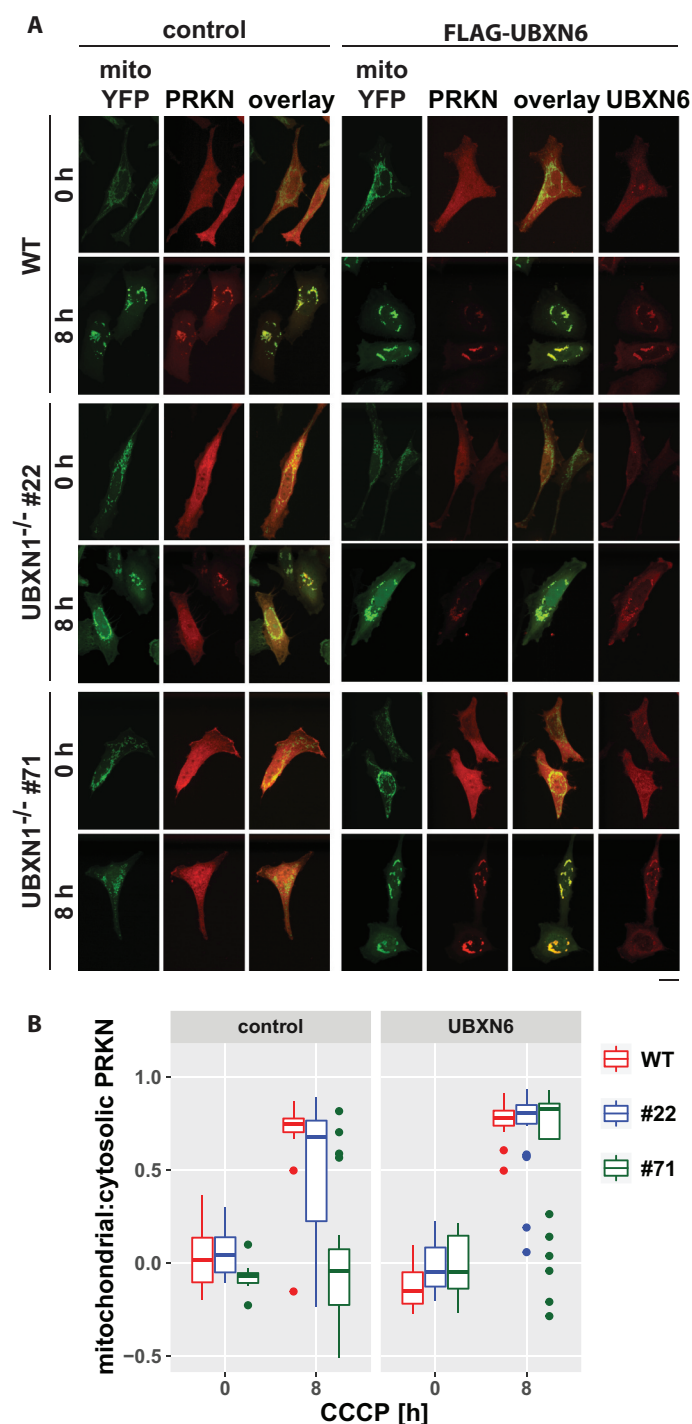 A
control
FLAG-UBXN6
mito
YFP PRKN overlay
mito
YFP PRKN overlay UBXN6
WT
0 h
8 h
UBXN1-/- #22
0 h
8 h
UBXN1-/- #71
0 h
8 h
B
control
UBXN6
mitochondrial:cytosolic PRKN
1.0
0.5
0.0
−0.5
0
8
0
8
CCCP [h]
WT
#22
#71